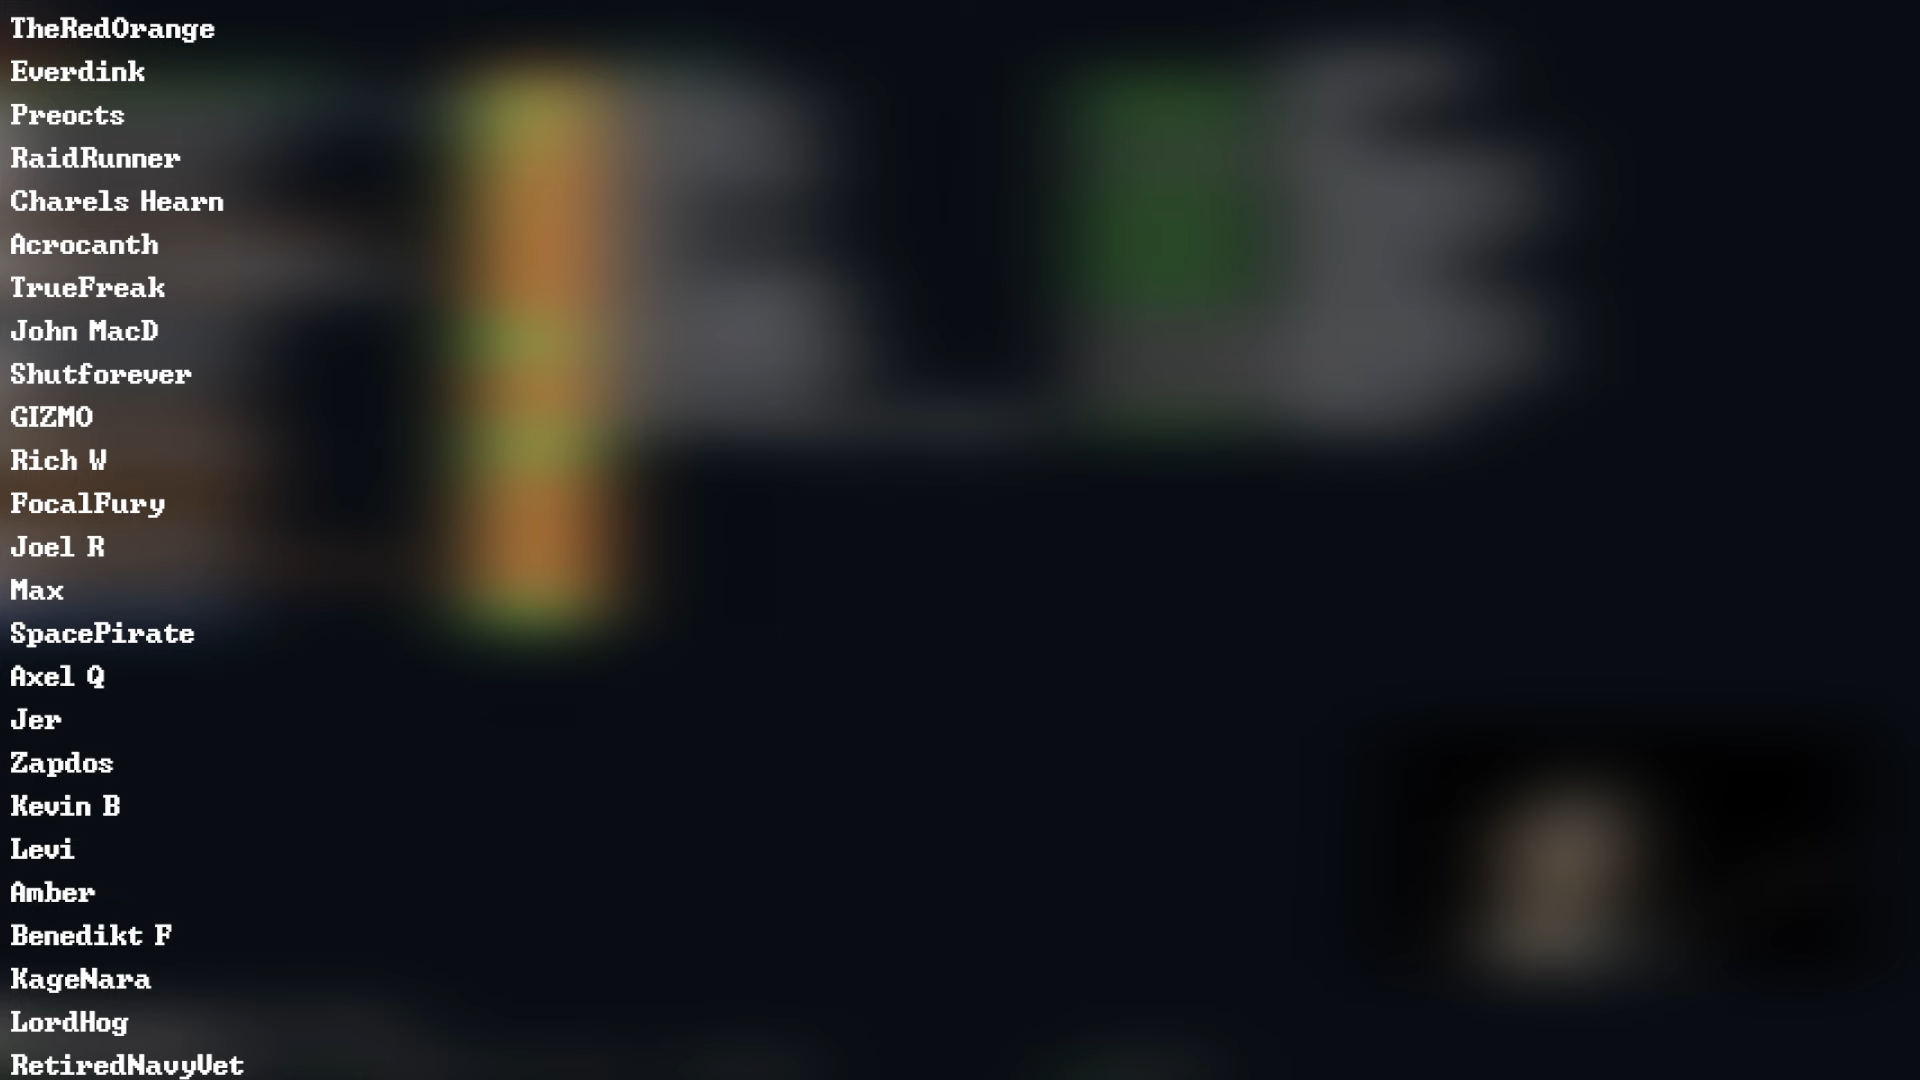 TheRedOrange
Everdink
Preocts
RaidRunner
Charels Hearn
Acrocanth
TrueFreak
John MacD
Shutforever
GIZMO
Rich W
FocalFury
Joel R
Max
SpacePirate
Axel Q
Jer
Zapdos
Kevin B
Levi
Amber
Benedikt F
KageNara
LordHog
RetiredNavyVet